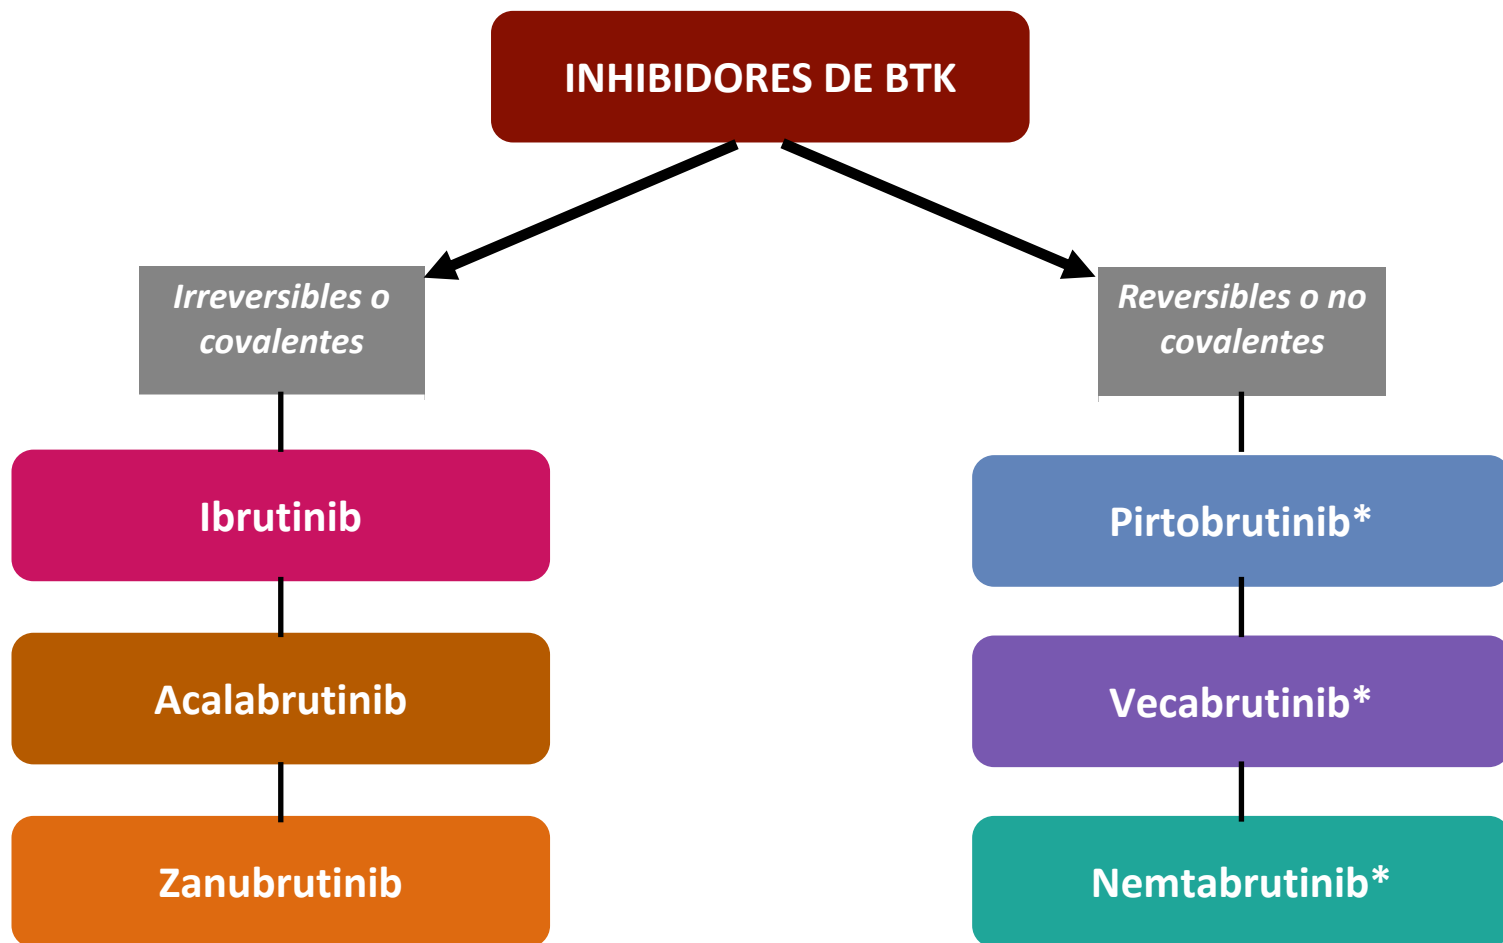 INHIBIDORES DE BTK
Irreversibles o
covalentes
Reversibles o no
covalentes
Ibrutinib
Pirtobrutinib*
Acalabrutinib
Vecabrutinib*
Zanubrutinib
Nemtabrutinib*